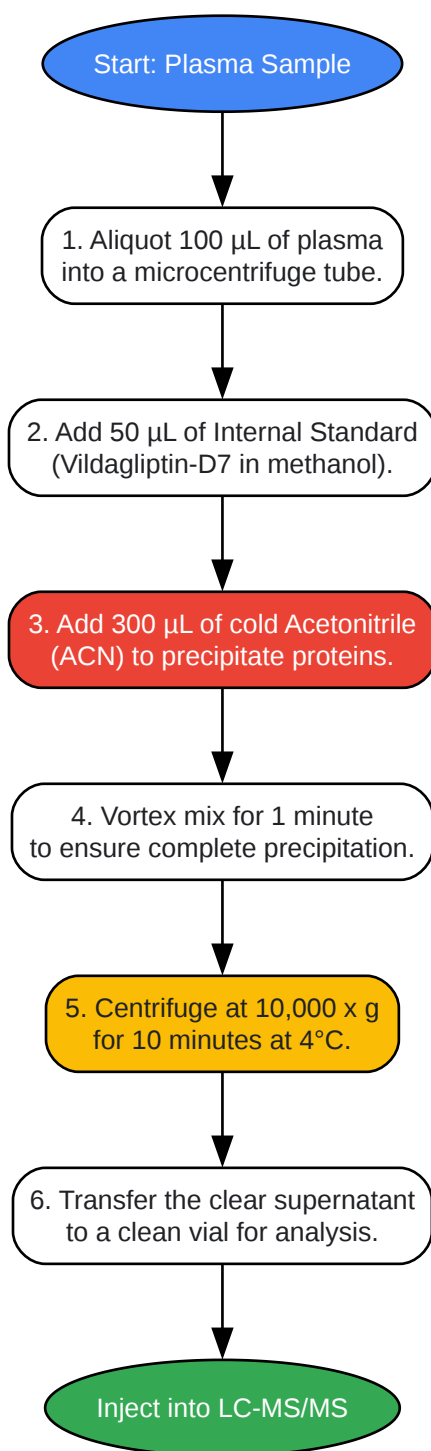 Start: Plasma Sample
1. Aliquot 100 µL of plasma
into a microcentrifuge tube.
2. Add 50 µL of Internal Standard
(Vildagliptin-D7 in methanol).
3. Add 300 µL of cold Acetonitrile
(ACN) to precipitate proteins.
4. Vortex mix for 1 minute
to ensure complete precipitation.
5. Centrifuge at 10,000 x g
for 10 minutes at 4°C.
6. Transfer the clear supernatant
to a clean vial for analysis.
Inject into LC-MS/MS